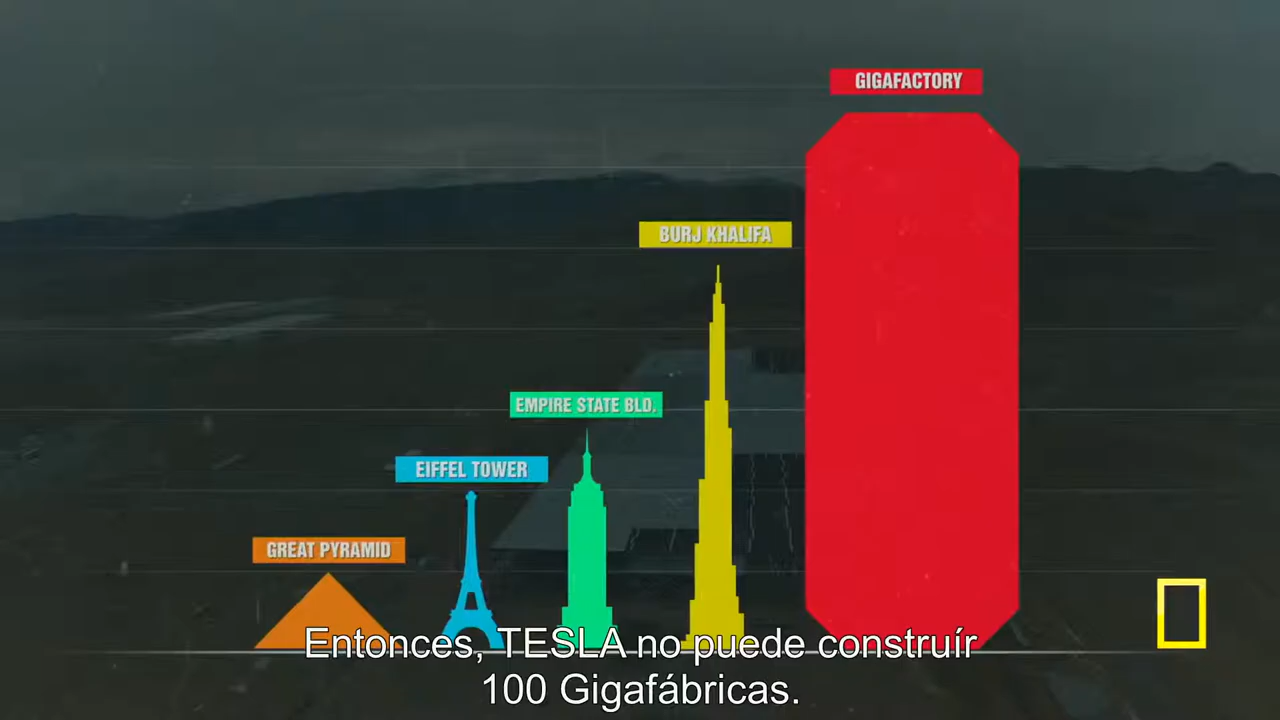 GIGAFACTORY
BURJ KHALIFA
EMPIRE STATE BLD.
EIFFEL TOWER
GREAT PYRAMID
Entonces, TESLA no puede construír
100 Gigafábricas.